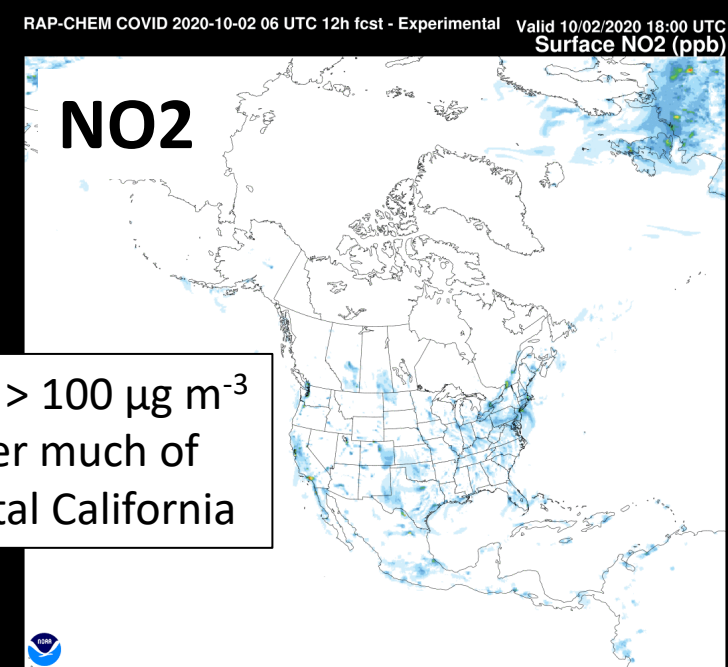 RAP-CHEM COVID 2020-10-02 06 UTC 12h fcst - Experimental Valid 10/02/2020 18:00 UTC
Surface NO2 (ppb)
NO2
> 100 µg m-3
er much of
tal California
NOAA